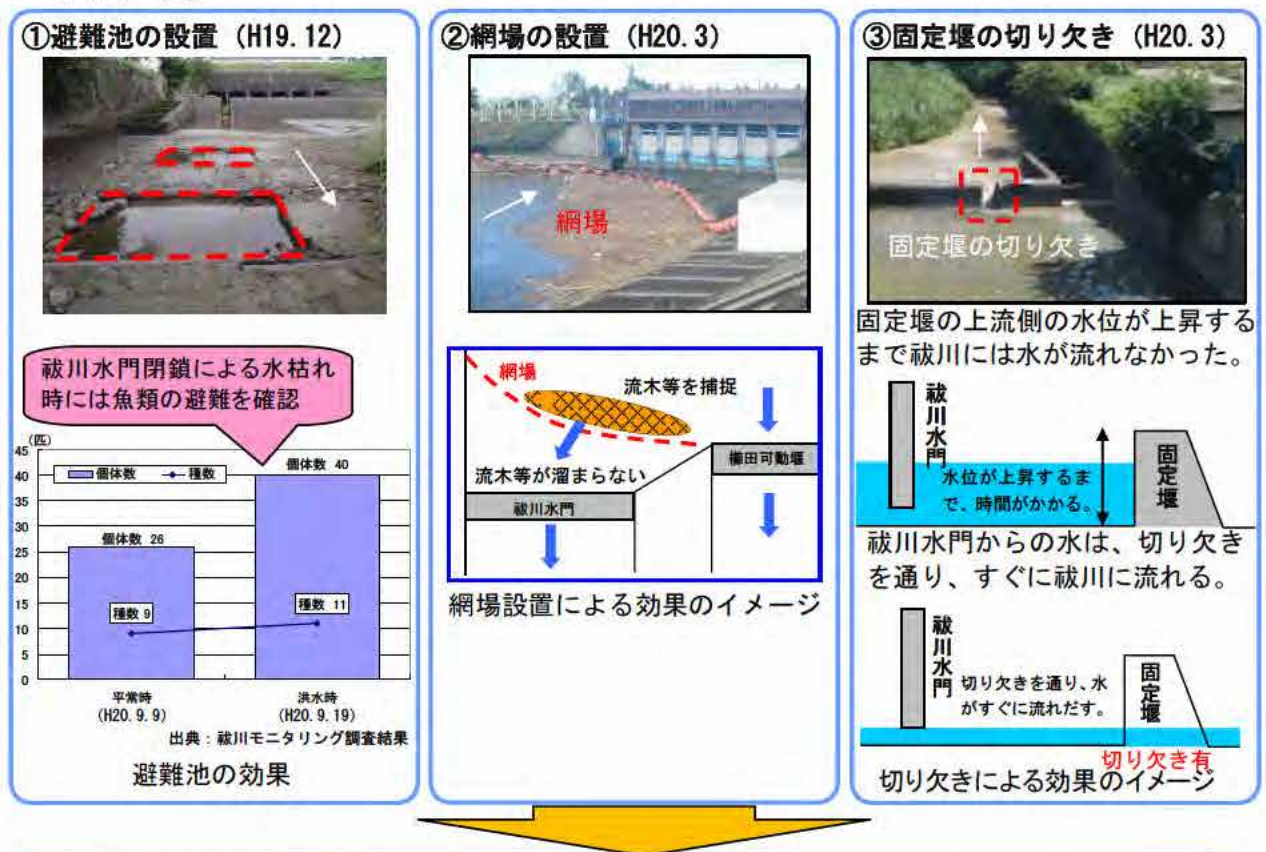 ①避難池の設置 (H19.12)
祓川水門閉鎖による水枯れ
時には魚類の避難を確認
(匹)
45
40
35
30
25
20
15
10
5
0
個体数
種数
個体数 26
個体数 40
種数 9
種数 11
平常時
(H20.9.9)
洪水時
(H20.9.19)
出典：祓川モニタリング調査結果
避難池の効果
②網場の設置 (H20.3)
網場
網場
流木等を捕捉
流木等が溜まらない
櫛田可動堰
祓川水門
網場設置による効果のイメージ
③固定堰の切り欠き (H20.3)
固定堰の切り欠き
固定堰の上流側の水位が上昇する
まで祓川には水が流れなかった。
祓川水門
水位が上昇するま
で、時間がかかる。
固定堰
祓川水門からの水は、切り欠き
を通り、すぐに祓川に流れる。
祓川水門
切り欠きを通り、水
がすぐに流れだす。
固定堰
切り欠き有
切り欠きによる効果のイメージ